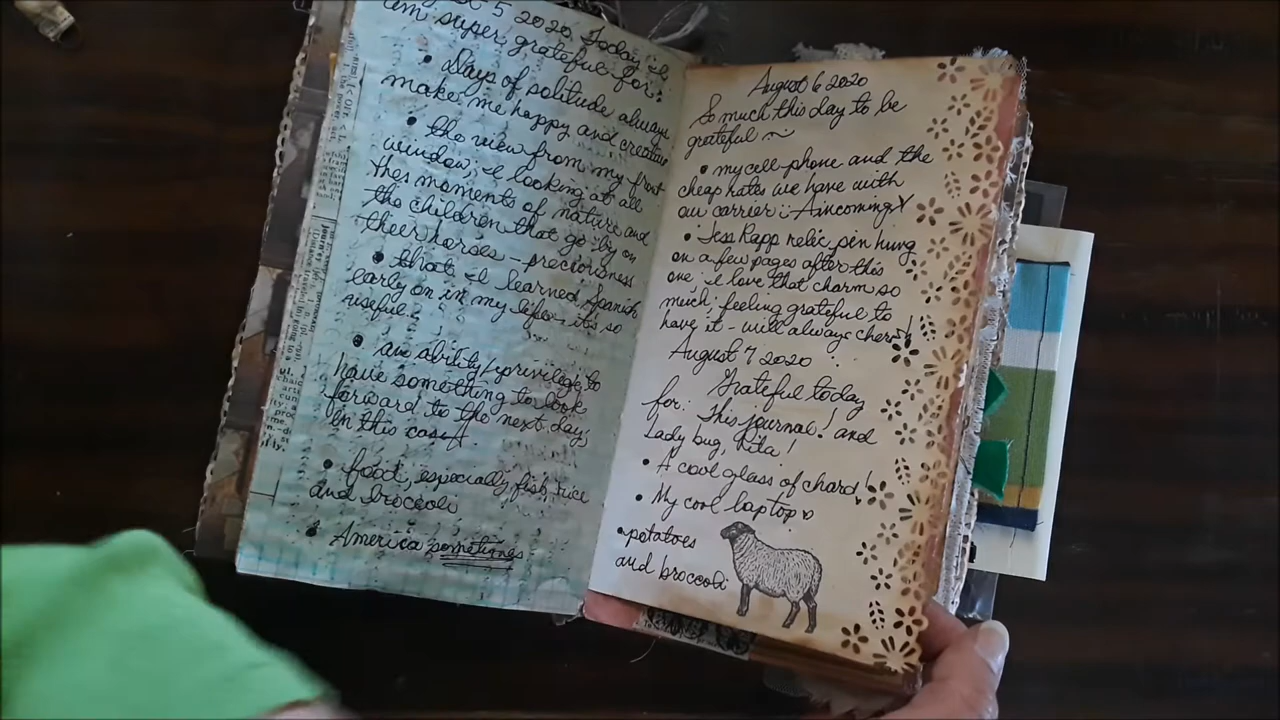 5 2020. Today I
am super grateful for:
• Days of solitude always
make me happy and creative
• the view from my front
window; I looking at all
thes moments of nature and
the children that go by on
theer horses - preciousness
• that I learned Spanish
early on in my life - it's so
useful.
• an ability/privilege to
have something to look
forward to the next day,
in this case
• food, especially fish, rice
and broccoli
• America sometimes
August 6 2020
So much this day to be
grateful ~
• my cell phone and the
cheap rates we have with
our carrier :-
• Tess Rapp relic pin hung
on a few pages after this
one; I love that charm so
much; feeling grateful to
have it - will always
August 7 2020
Grateful today
for: This journal! and
Lady bug, Rita!
• A cool glass of chard!
• My cool laptop
• potatoes
and broccoli